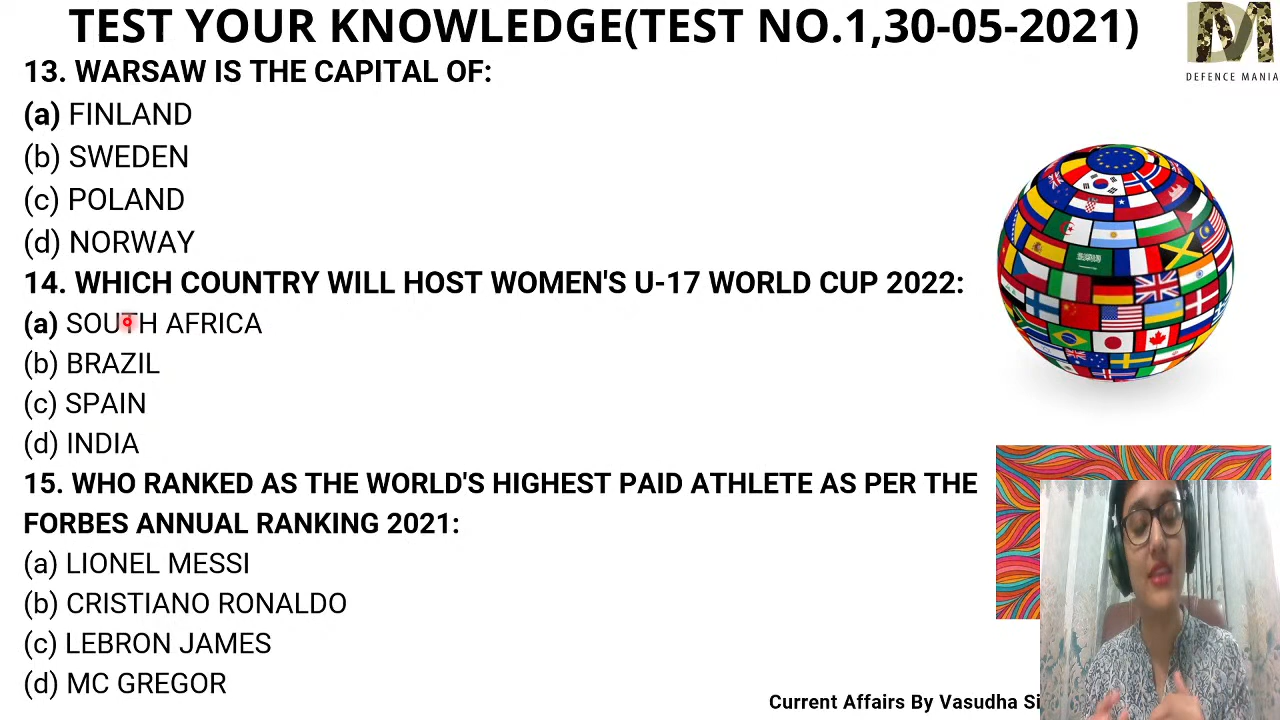 TEST YOUR KNOWLEDGE(TEST NO.1,30-05-2021)
DM
DEFENCE MANIA
13. WARSAW IS THE CAPITAL OF:
(a) FINLAND
(b) SWEDEN
(c) POLAND
(d) NORWAY
14. WHICH COUNTRY WILL HOST WOMEN'S U-17 WORLD CUP 2022:
(a) SOUTH AFRICA
(b) BRAZIL
(c) SPAIN
(d) INDIA
15. WHO RANKED AS THE WORLD'S HIGHEST PAID ATHLETE AS PER THE
FORBES ANNUAL RANKING 2021:
(a) LIONEL MESSI
(b) CRISTIANO RONALDO
(c) LEBRON JAMES
(d) MC GREGOR
Current Affairs By Vasudha